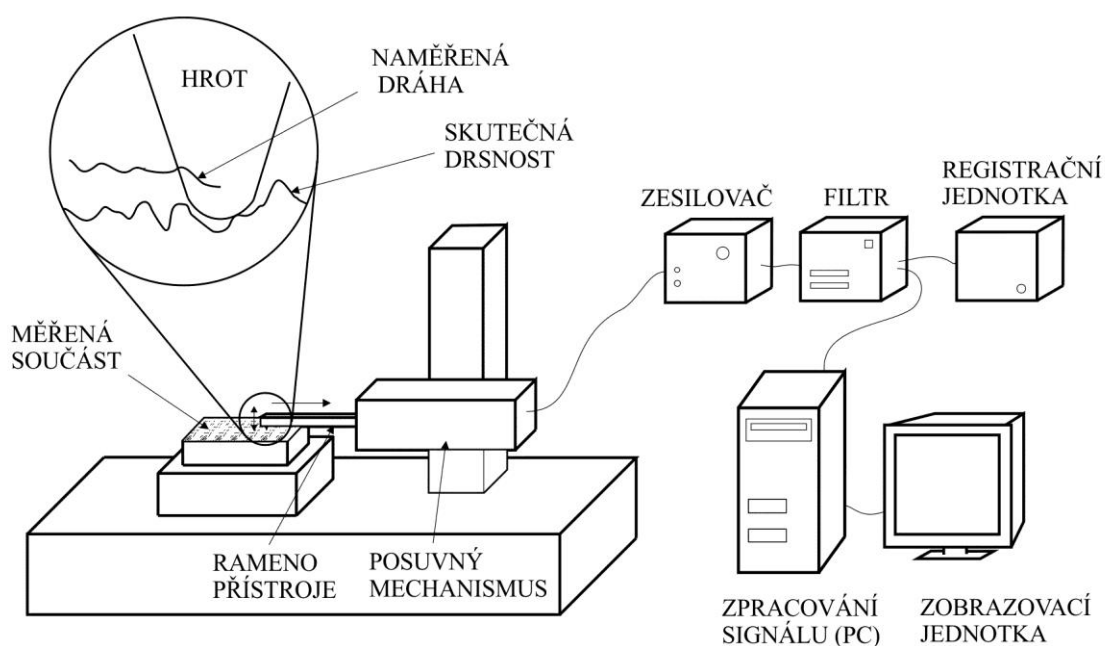 HROT
NAMĚŘENÁ
DRÁHA
SKUTEČNÁ
DRSNOST
ZESILOVAČ
FILTR
REGISTRAČNÍ
JEDNOTKA
MĚŘENÁ
SOUČÁST
RAMENO
PŘÍSTROJE
POSUVNÝ
MECHANISMUS
ZPRACOVÁNÍ
SIGNÁLU (PC)
ZOBRAZOVACÍ
JEDNOTKA